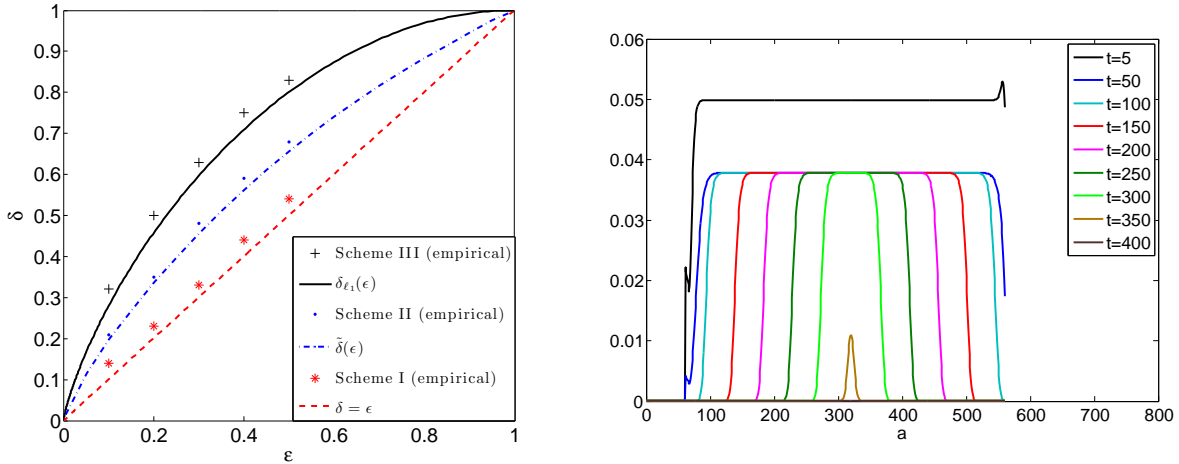 1
0.9
0.8
0.7
0.6
0.5
0.4
0.3
0.2
0.1
0
δ
0 0.2 0.4 0.6 0.8 1
ε
Scheme III (empirical)
δℓ₁(ϵ)
Scheme II (empirical)
δ̃(ϵ)
Scheme I (empirical)
δ = ϵ
0.06
0.05
0.04
0.03
0.02
0.01
0
0 100 200 300 400 500 600 700 800
a
t=5
t=50
t=100
t=150
t=200
t=250
t=300
t=350
t=400